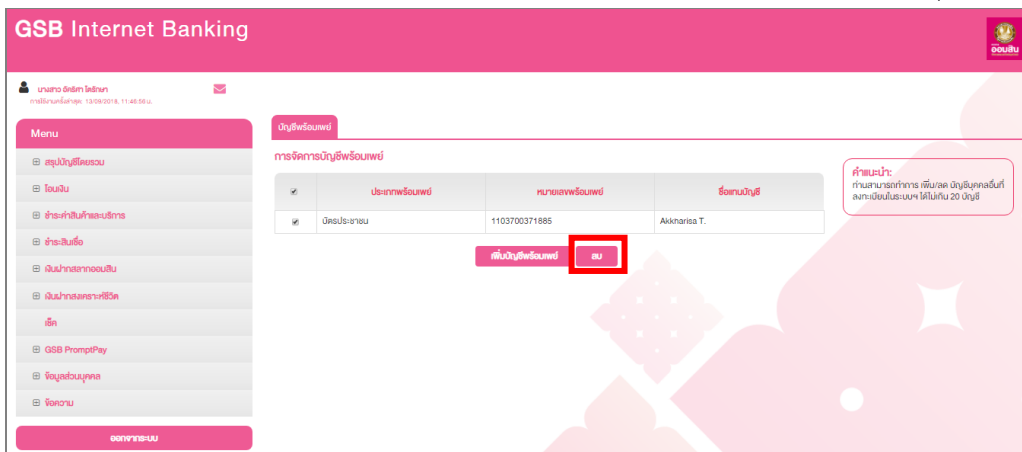 GSB Internet Banking
ออมสิน
นางสาว อัคริศา โตรักษา
การใช้งานครั้งล่าสุด 13/09/2018, 11:46:56 น.
Menu
สรุปบัญชีโดยรวม
โอนเงิน
ชำระค่าสินค้าและบริการ
ชำระสินเชื่อ
เงินฝากสลากออมสิน
เงินฝากสงเคราะห์ชีวิต
เช็ค
GSB PromptPay
ข้อมูลส่วนบุคคล
ข้อความ
ออกจากระบบ
บัญชีพร้อมเพย์
การจัดการบัญชีพร้อมเพย์
ประเภทพร้อมเพย์ หมายเลขพร้อมเพย์ ชื่อแทนบัญชี
บัตรประชาชน 1103700371885 Akkharisa T.
เพิ่มบัญชีพร้อมเพย์ ลบ
คำแนะนำ:
ท่านสามารถทำการ เพิ่ม/ลด บัญชีบุคคลอื่นที่
ลงทะเบียนในระบบฯ ได้ไม่เกิน 20 บัญชี